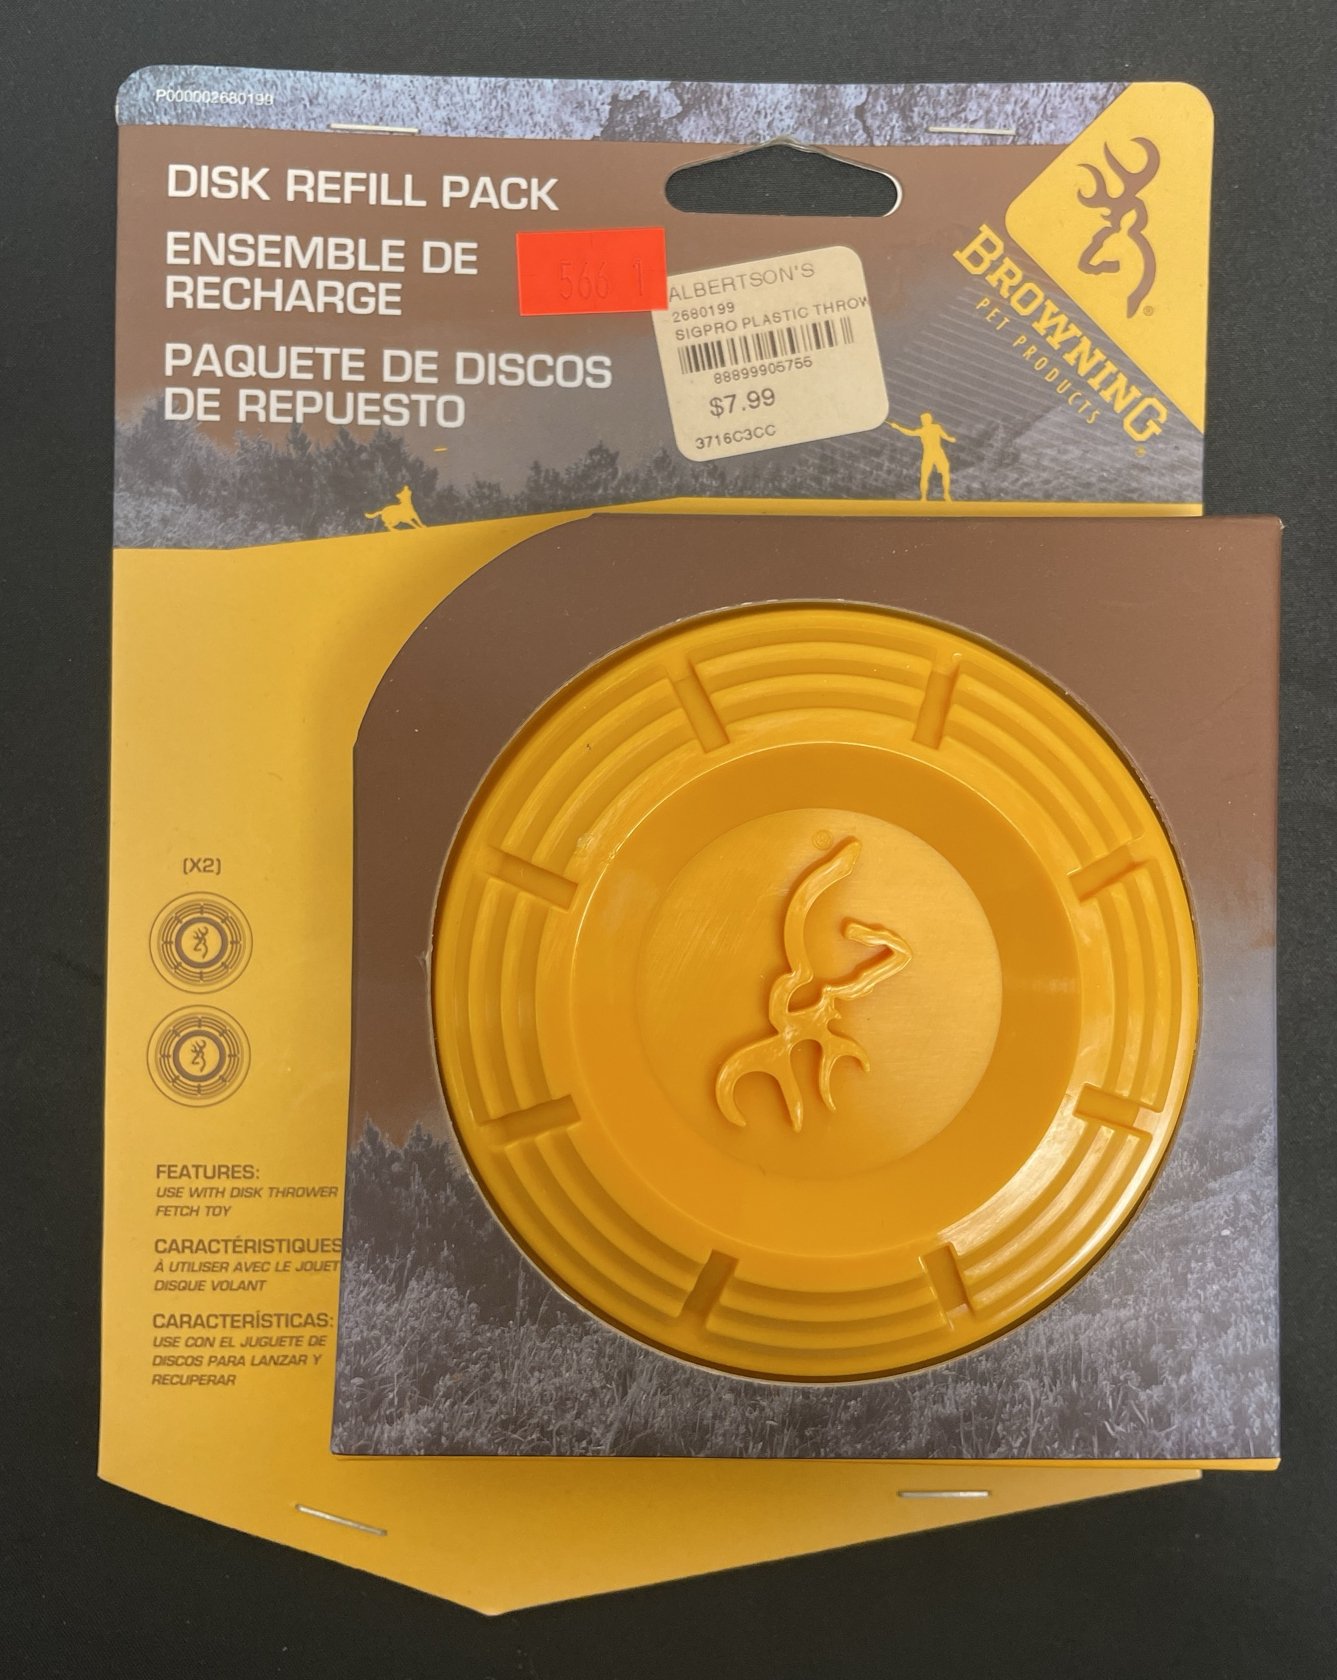 P000002680199
DISK REFILL PACK
ENSEMBLE DE
RECHARGE
PAQUETE DE DISCOS
DE REPUESTO
566 1
ALBERTSON'S
2680199
SIGPRO PLASTIC THROW
88899905755
$7.99
3716C3CC
BROWNING
PET PRODUCTS
(X2)
FEATURES:
USE WITH DISK THROWER
FETCH TOY
CARACTÉRISTIQUES
À UTILISER AVEC LE JOUET
DISQUE VOLANT
CARACTERÍSTICAS:
USE CON EL JUGUETE DE
DISCOS PARA LANZAR Y
RECUPERAR